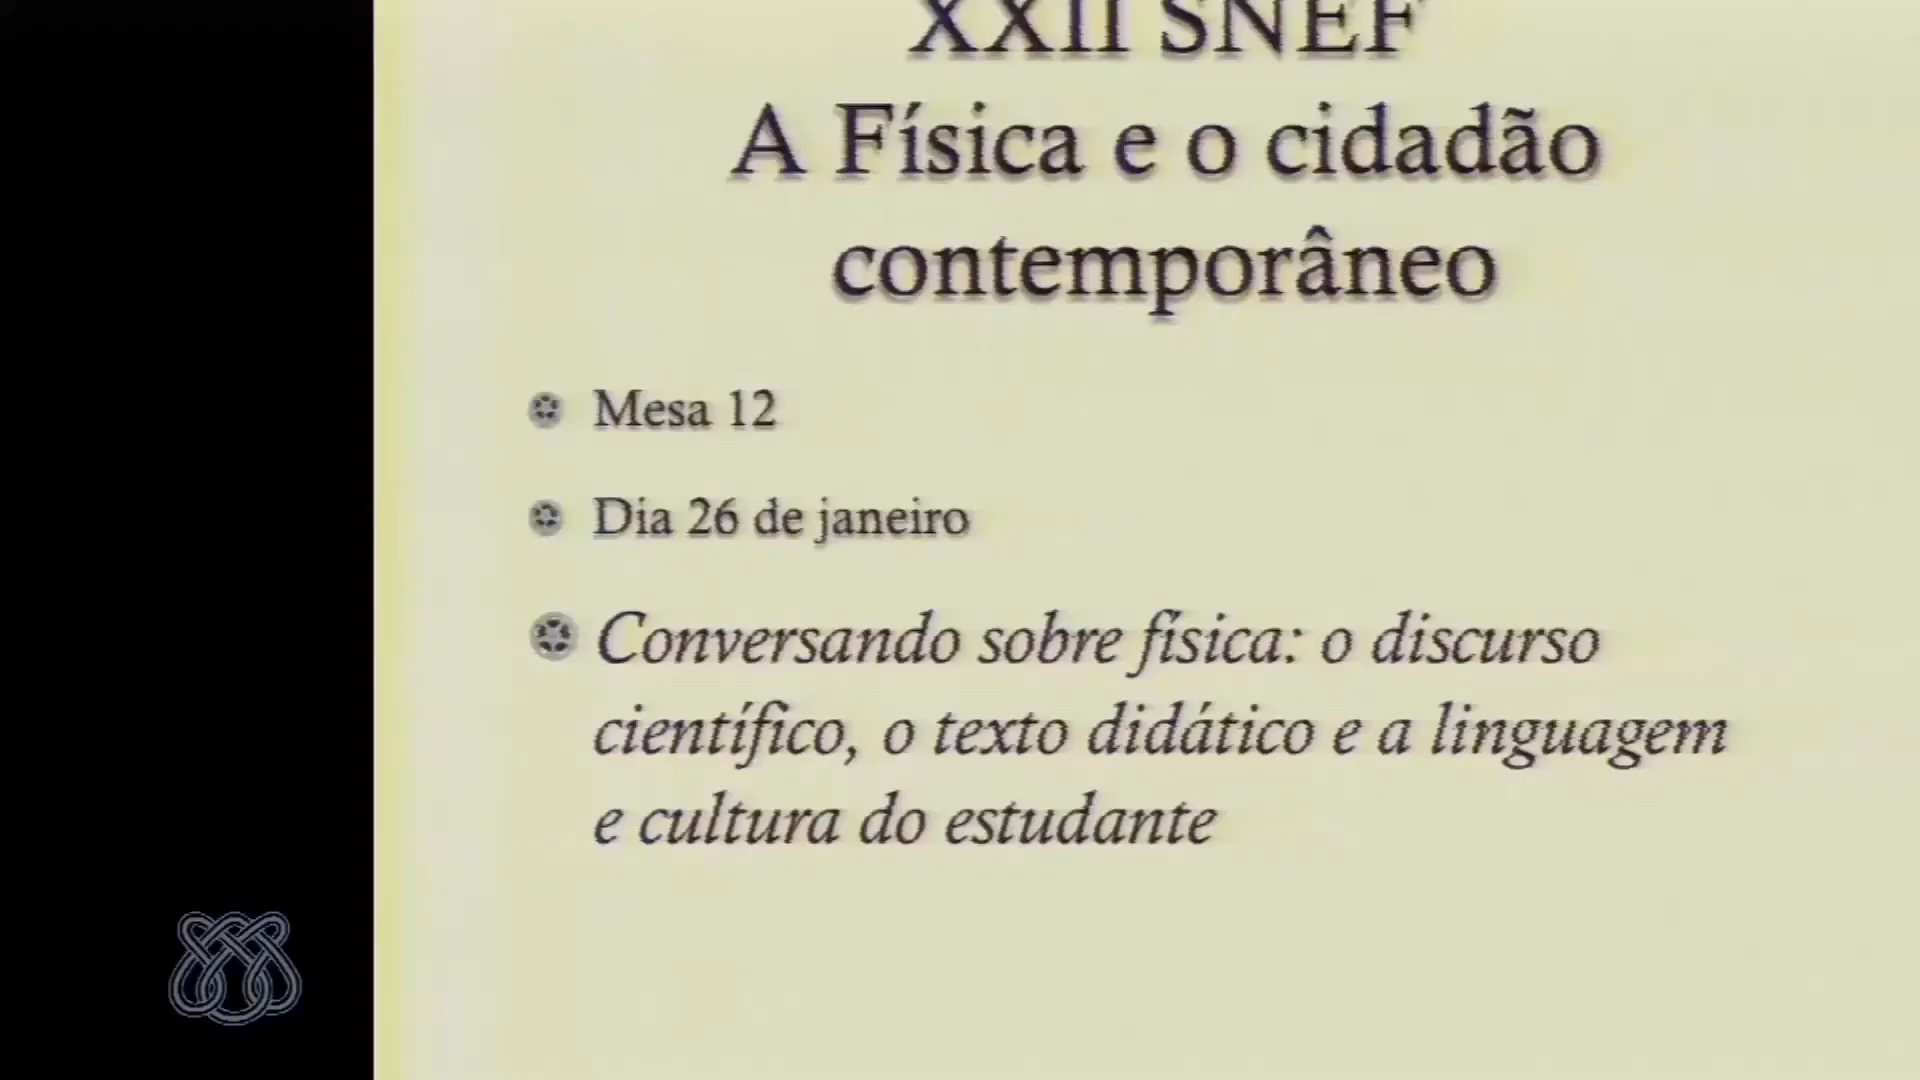 XXII SNEF
A Física e o cidadão
contemporâneo
Mesa 12
Dia 26 de janeiro
Conversando sobre física: o discurso
científico, o texto didático e a linguagem
e cultura do estudante